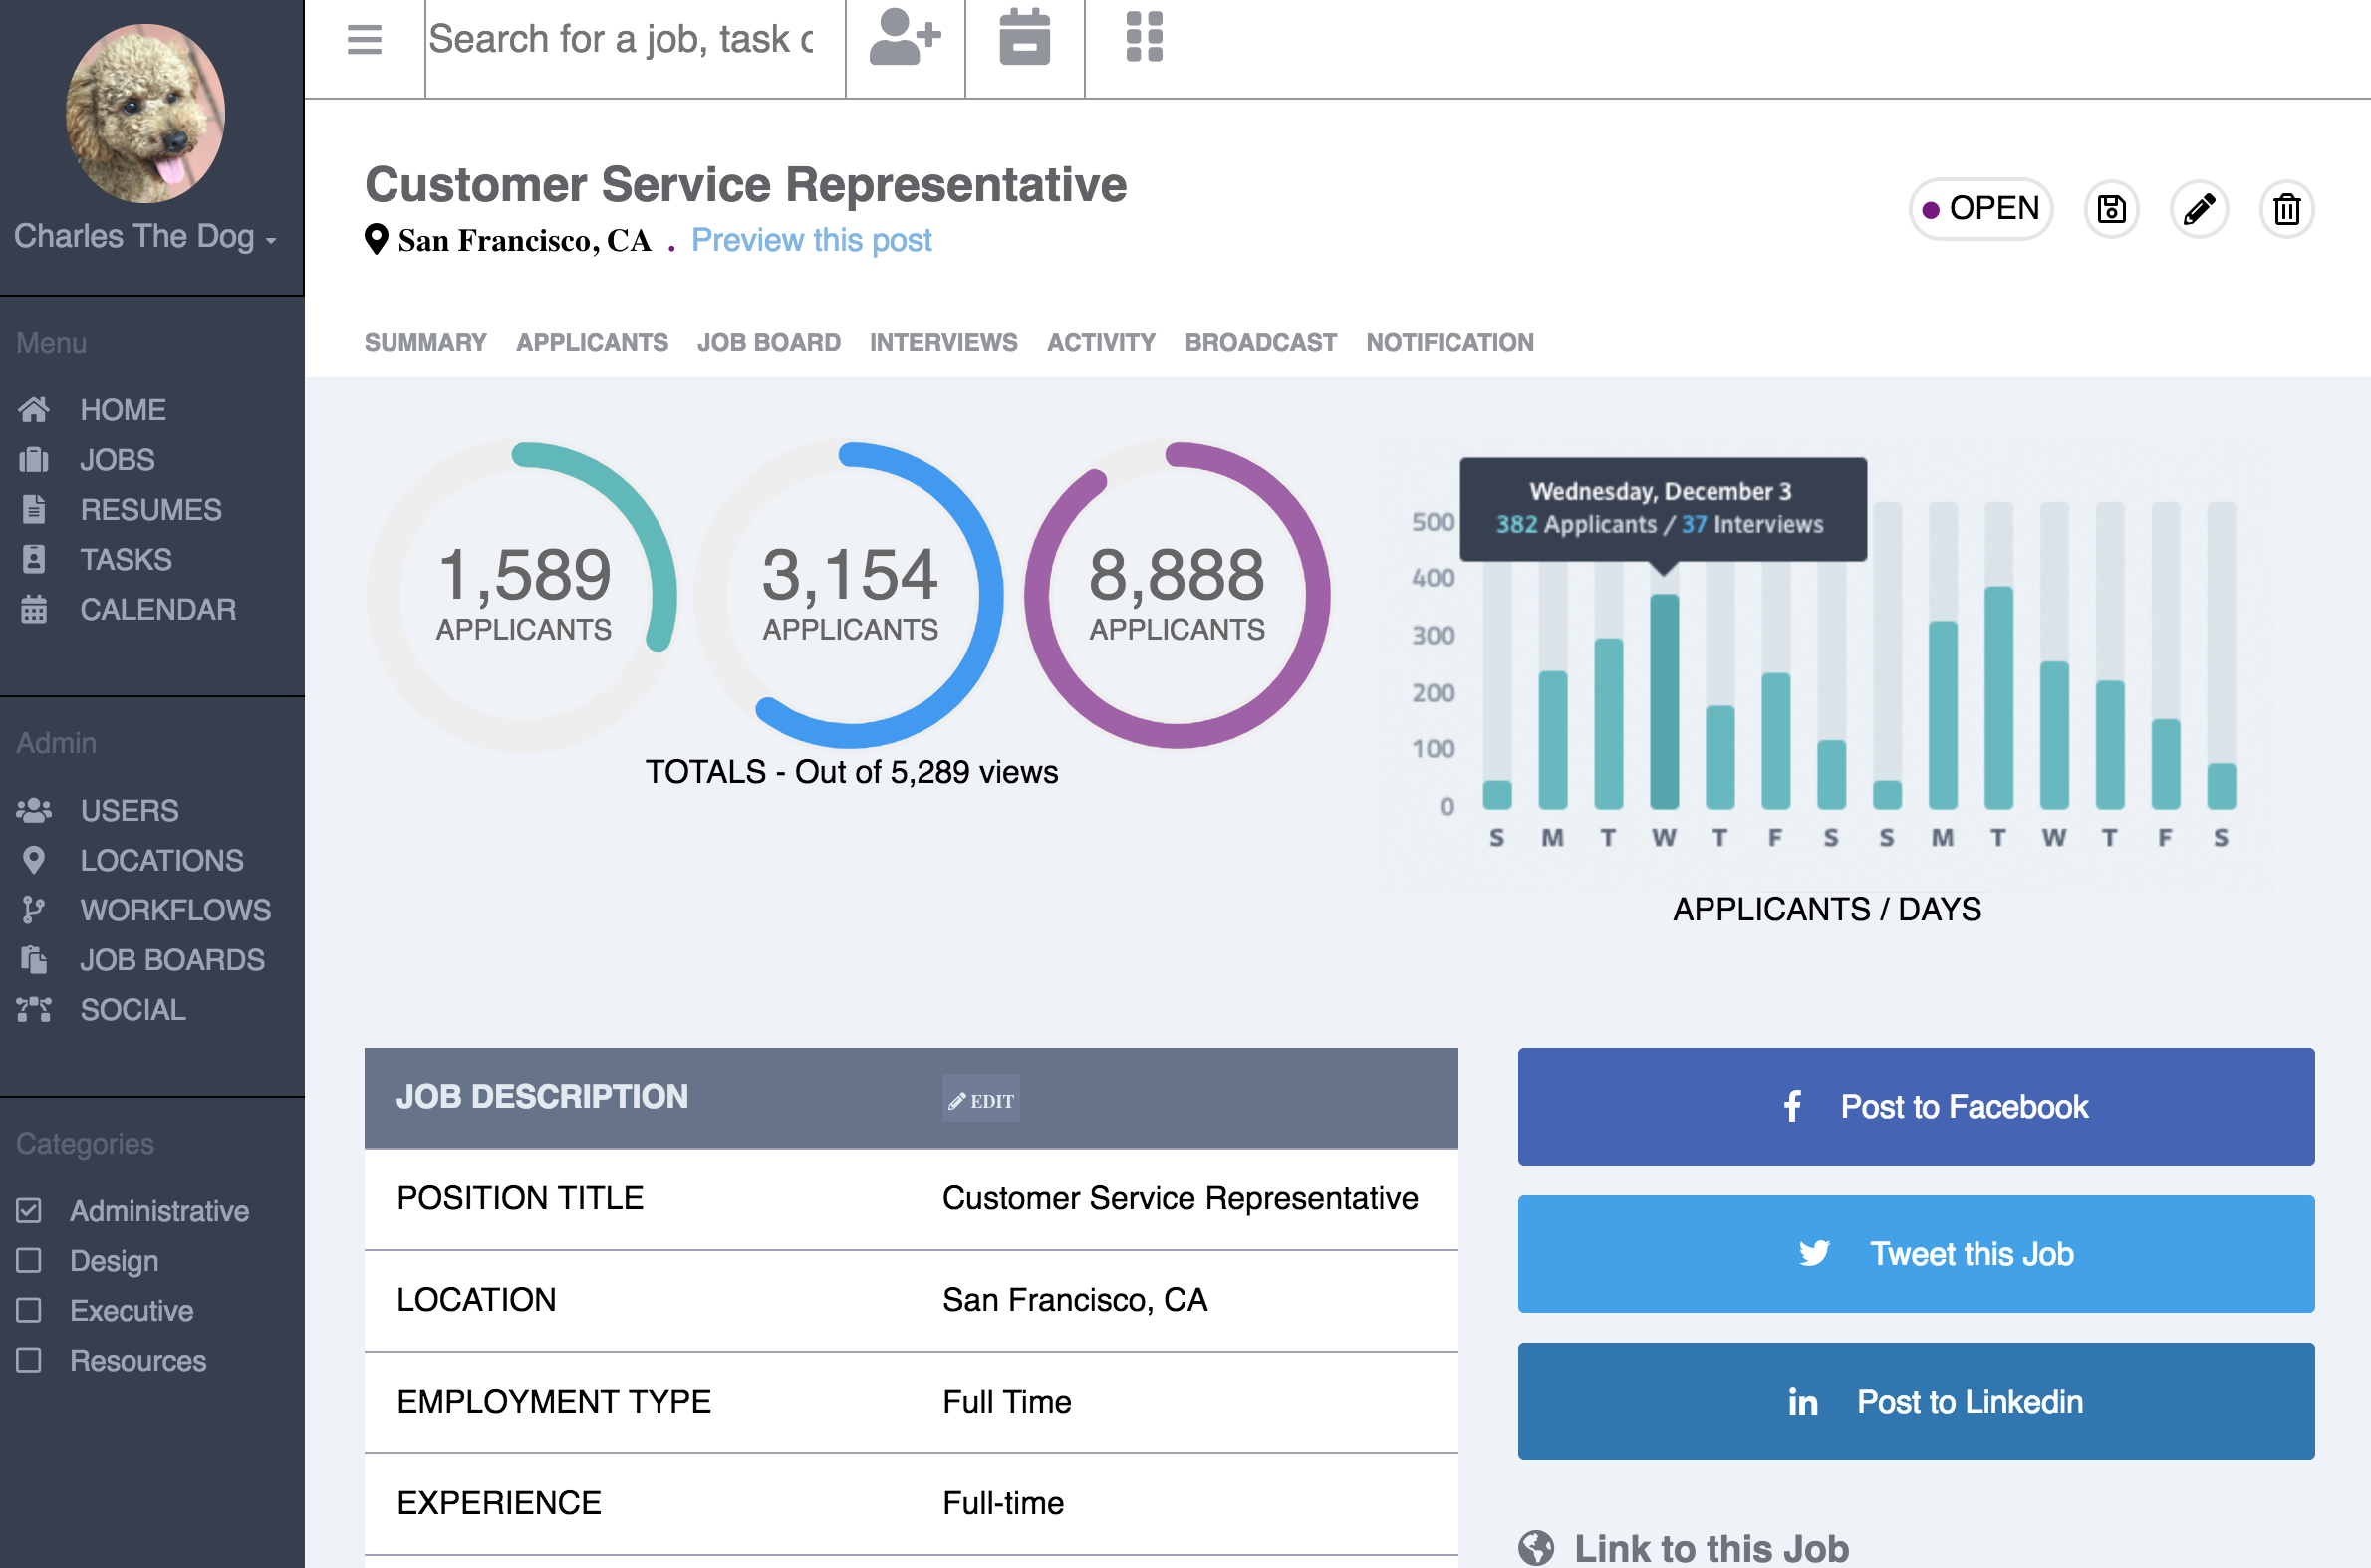 Search for a job, task
Charles The Dog
Menu
HOME
JOBS
RESUMES
TASKS
CALENDAR
Admin
USERS
LOCATIONS
WORKFLOWS
JOB BOARDS
SOCIAL
Categories
Administrative
Design
Executive
Resources
Customer Service Representative
San Francisco, CA . Preview this post
OPEN
SUMMARY APPLICANTS JOB BOARD INTERVIEWS ACTIVITY BROADCAST NOTIFICATION
1,589
APPLICANTS
3,154
APPLICANTS
8,888
APPLICANTS
TOTALS - Out of 5,289 views
Wednesday, December 3
382 Applicants / 37 Interviews
500
400
300
200
100
0
S M T W T F S S M T W T F S
APPLICANTS / DAYS
JOB DESCRIPTION EDIT
POSITION TITLE Customer Service Representative
LOCATION San Francisco, CA
EMPLOYMENT TYPE Full Time
EXPERIENCE Full-time
Post to Facebook
Tweet this Job
Post to Linkedin
Link to this Job